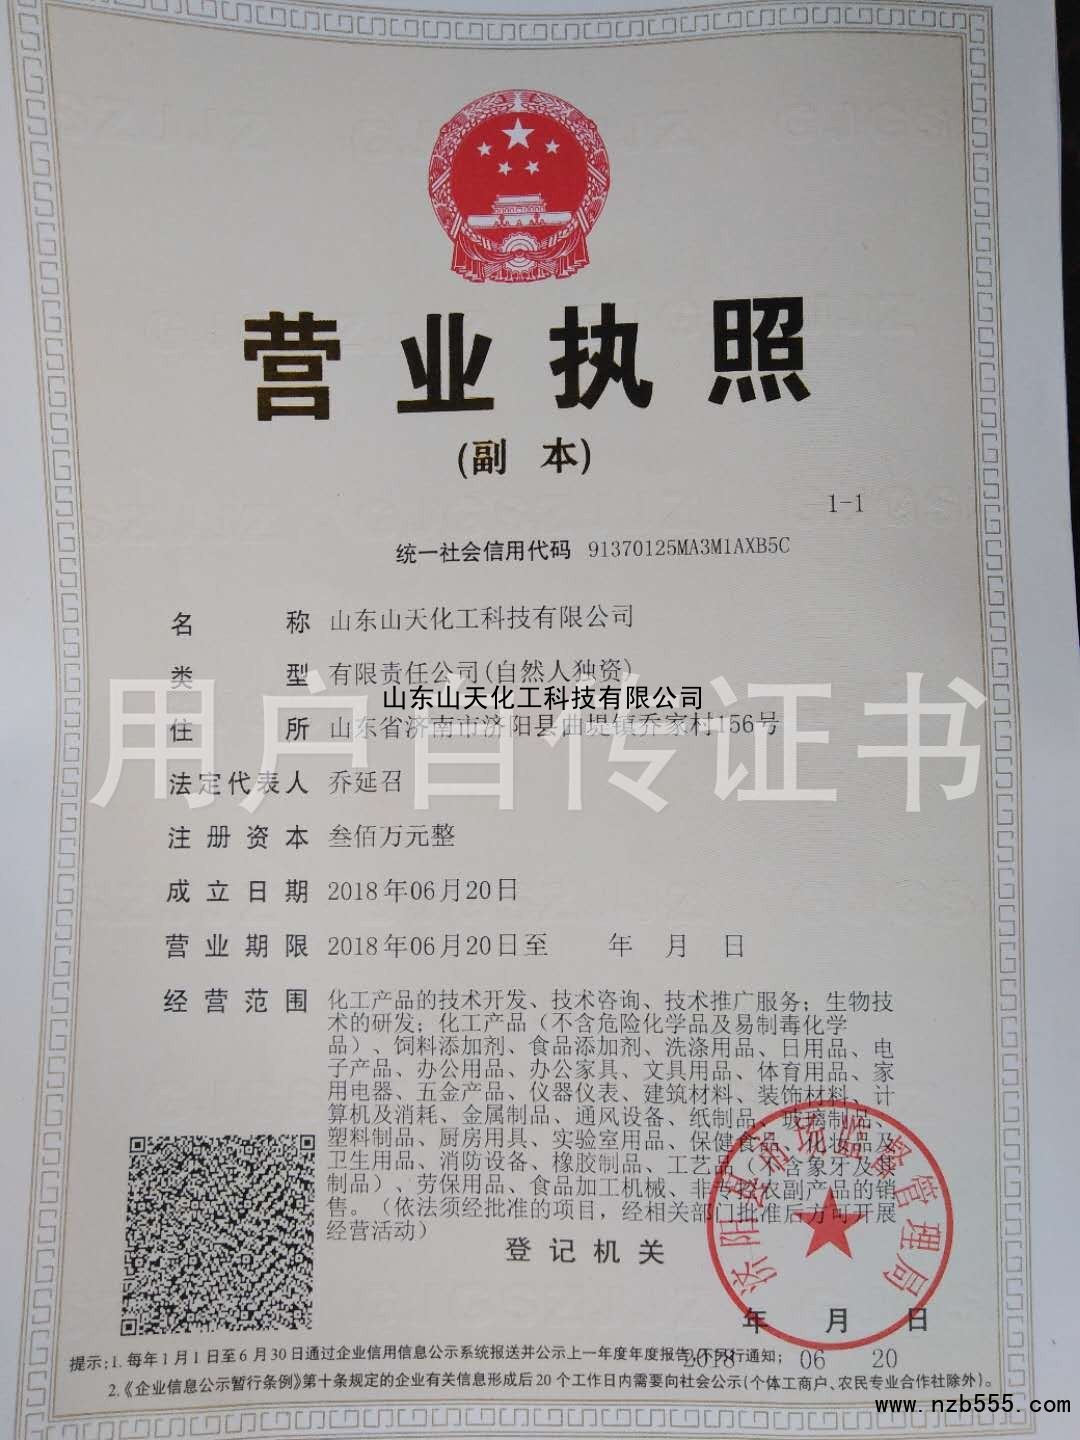 营业执照
(副 本)
1-1
统一社会信用代码 91370125MA3M1AXB5C
名 称 山东山天化工科技有限公司
类 型 有限责任公司(自然人独资)
山东山天化工科技有限公司
用户自传证书
住 所 山东省济南市济阳县曲堤镇乔家村156号
法定代表人 乔延召
注册资本 叁佰万元整
成立日期 2018年06月20日
营业期限 2018年06月20日至 年 月 日
经营范围 化工产品的技术开发、技术咨询、技术推广服务；生物技
术的研发；化工产品（不含危险化学品及易制毒化学
品）、饲料添加剂、食品添加剂、洗涤用品、日用品、电
子产品、办公用品、办公家具、文具用品、体育用品、家
用电器、五金产品、仪器仪表、建筑材料、装饰材料、计
算机及消耗、金属制品、通风设备、纸制品、玻璃制品、
塑料制品、厨房用具、实验室用品、保健食品、化妆品及
卫生用品、消防设备、橡胶制品、工艺品（不含象牙及其
制品）、劳保用品、食品加工机械、非专控农副产品的销
售。（依法须经批准的项目，经相关部门批准后方可开展
经营活动）
登记机关
济阳县市场监督管理局
年 月 日
2018 06 20
提示：1. 每年1月1日至6月30日通过企业信用信息公示系统报送并公示上一年度年度报告，不另行通知；
2.《企业信息公示暂行条例》第十条规定的企业有关信息形成后20个工作日内需要向社会公示（个体工商户、农民专业合作社除外）。
www.nzb555.com